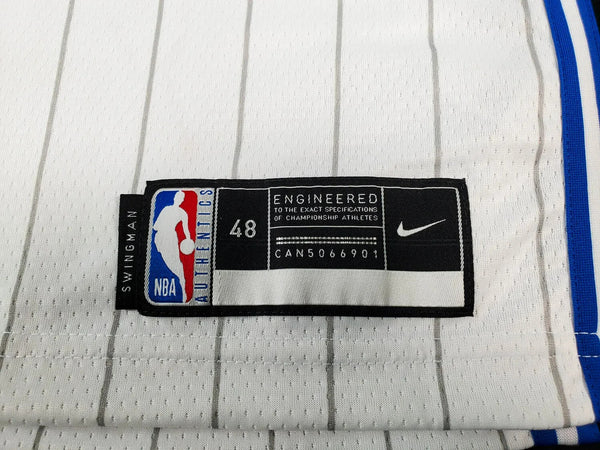 SWINGMAN
NBA
AUTHENTICS
48
ENGINEERED
TO THE EXACT SPECIFICATIONS
OF CHAMPIONSHIP ATHLETES
CAN5066901